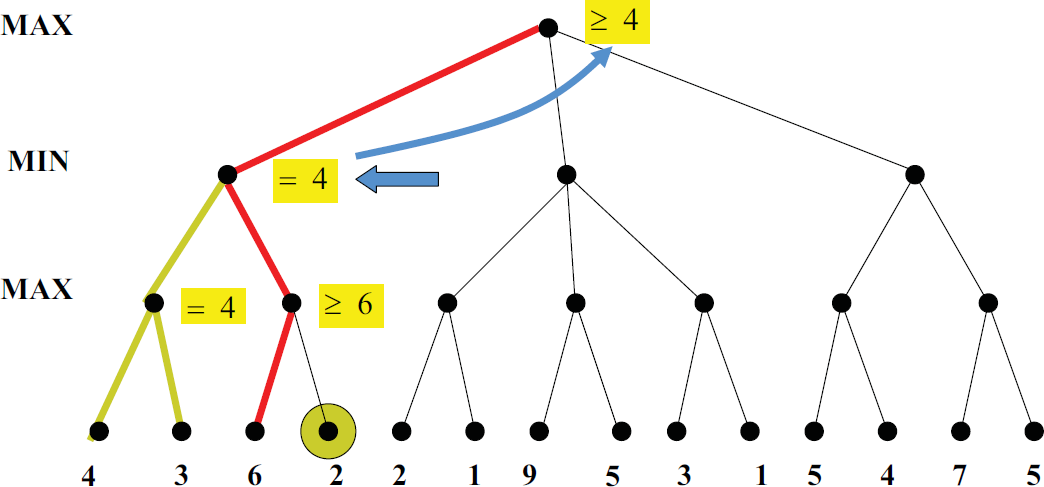 MAX ≥ 4
MIN = 4
MAX = 4 ≥ 6
4 3 6 2 2 1 9 5 3 1 5 4 7 5